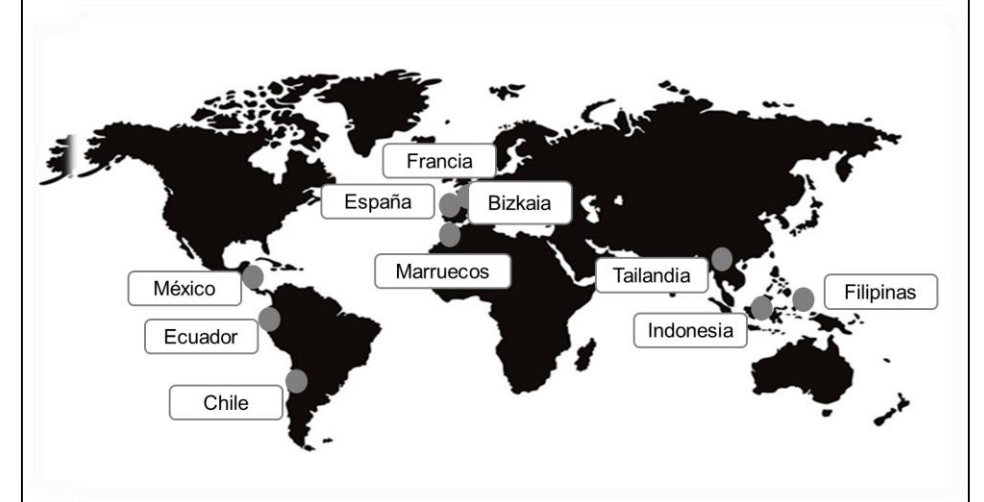 Francia
España
Bizkaia
Marruecos
Tailandia
México
Filipinas
Indonesia
Ecuador
Chile